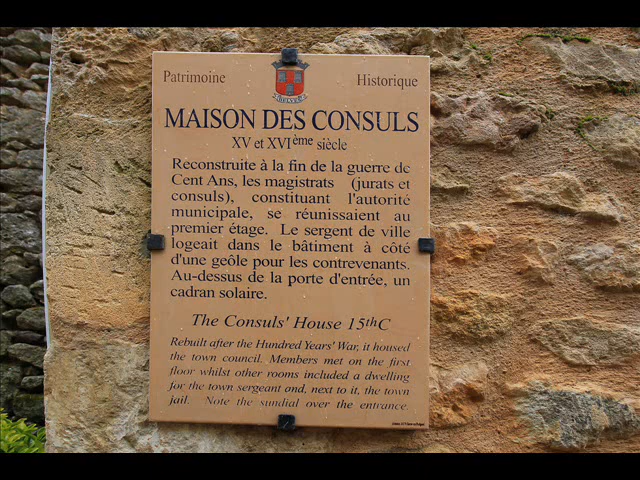 Patrimoine Historique
BELVES
MAISON DES CONSULS
XV et XVIème siècle
Reconstruite à la fin de la guerre de
Cent Ans, les magistrats (jurats et
consuls), constituant l'autorité
municipale, se réunissaient au
premier étage. Le sergent de ville
logeait dans le bâtiment à côté
d'une geôle pour les contrevenants.
Au-dessus de la porte d'entrée, un
cadran solaire.
The Consuls' House 15thC
Rebuilt after the Hundred Years' War, it housed
the town council. Members met on the first
floor whilst other rooms included a dwelling
for the town sergeant and, next to it, the town
jail. Note the sundial over the entrance.